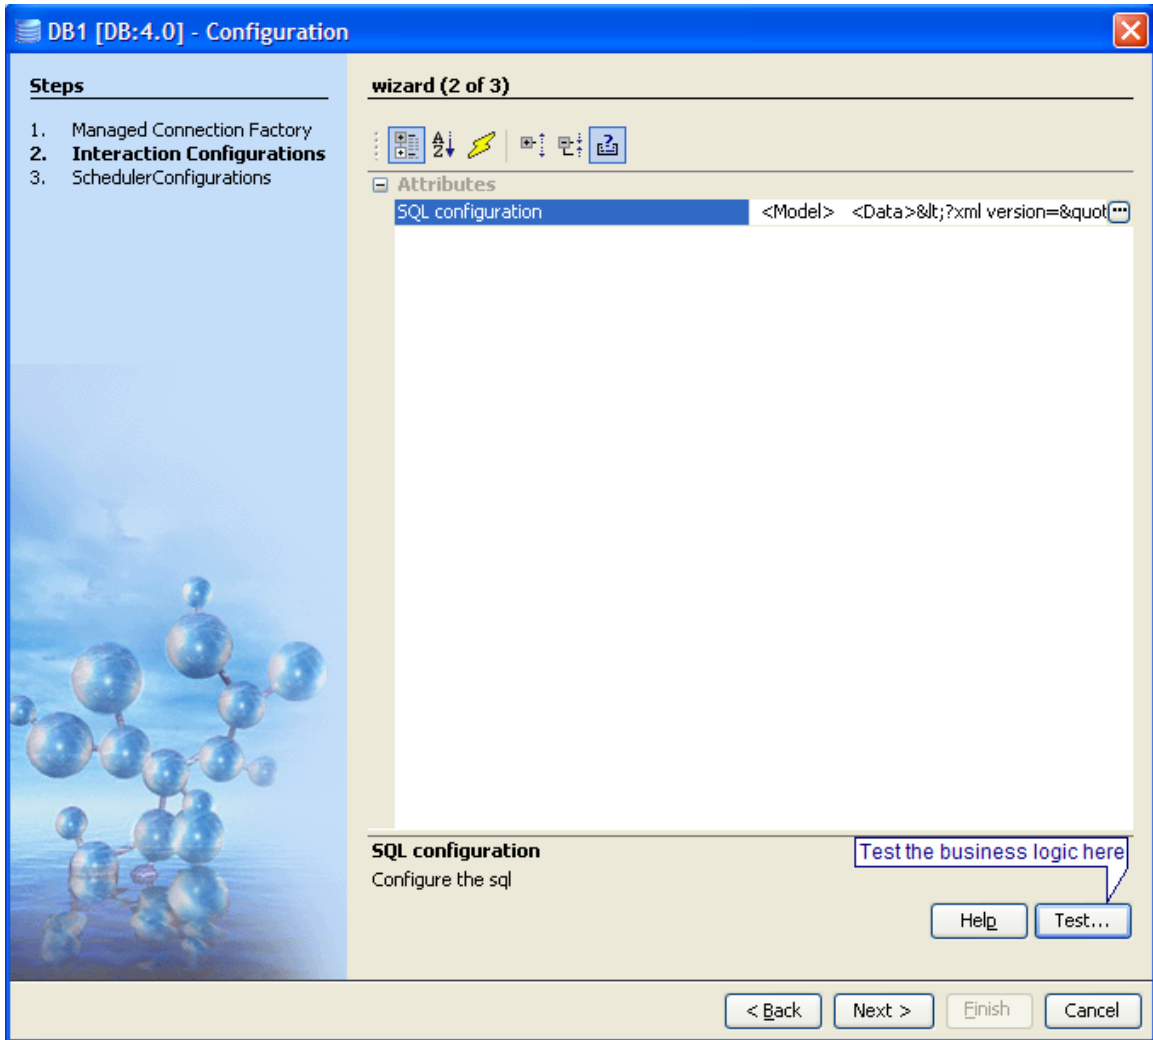 DB1 [DB:4.0] - Configuration
Steps
1. Managed Connection Factory
2. Interaction Configurations
3. SchedulerConfigurations
wizard (2 of 3)
Attributes
SQL configuration <Model> <Data>&lt;?xml version=&quot
SQL configuration
Configure the sql
Test the business logic here
Help Test...
< Back Next > Finish Cancel